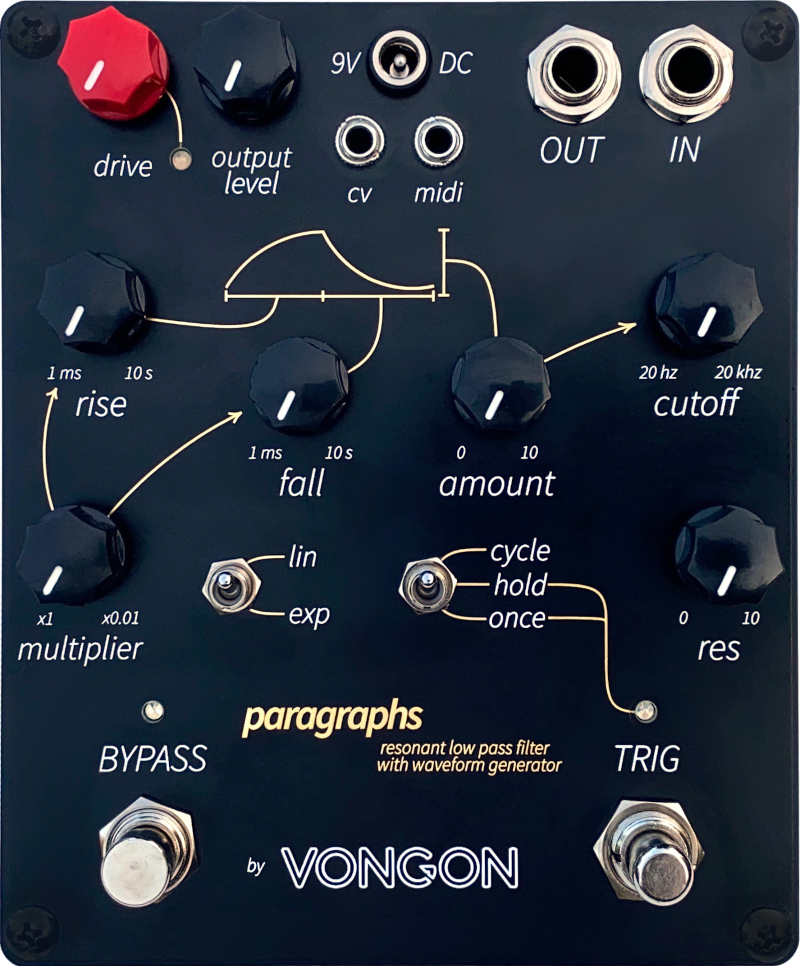 9V DC
OUT IN
drive
output
level
cv midi
1 ms 10 s
rise
20 hz 20 khz
cutoff
1 ms 10 s
fall
0 10
amount
x1 x0.01
multiplier
lin
exp
cycle
hold
once
0 10
res
paragraphs
resonant low pass filter
with waveform generator
BYPASS
TRIG
by VONGON